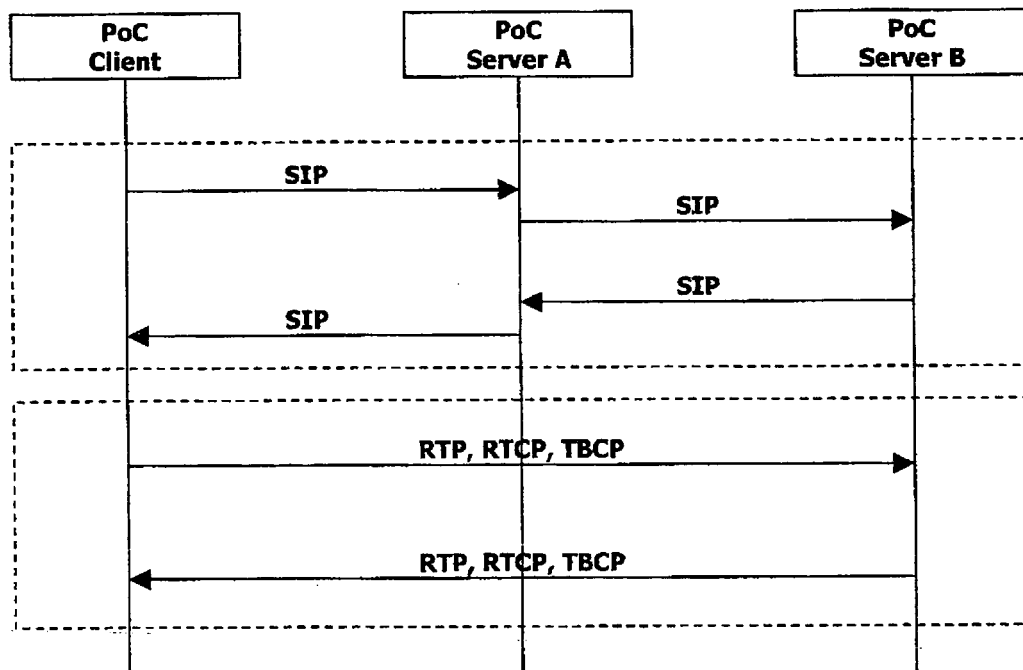 PoC
Client
PoC
Server A
PoC
Server B
SIP
SIP
SIP
SIP
RTP, RTCP, TBCP
RTP, RTCP, TBCP